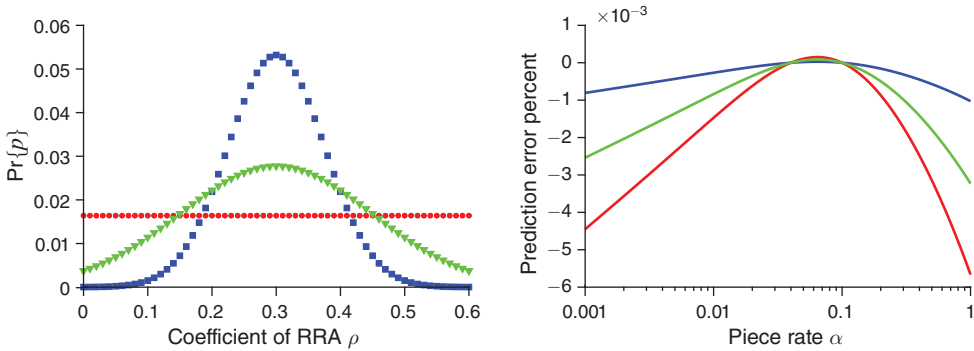 0.06
0.05
0.04
0.03
0.02
0.01
0
Pr{p}
0 0.1 0.2 0.3 0.4 0.5 0.6
Coefficient of RRA ρ
×10⁻³
1
0
−1
−2
−3
−4
−5
−6
Prediction error percent
0.001 0.01 0.1 1
Piece rate α